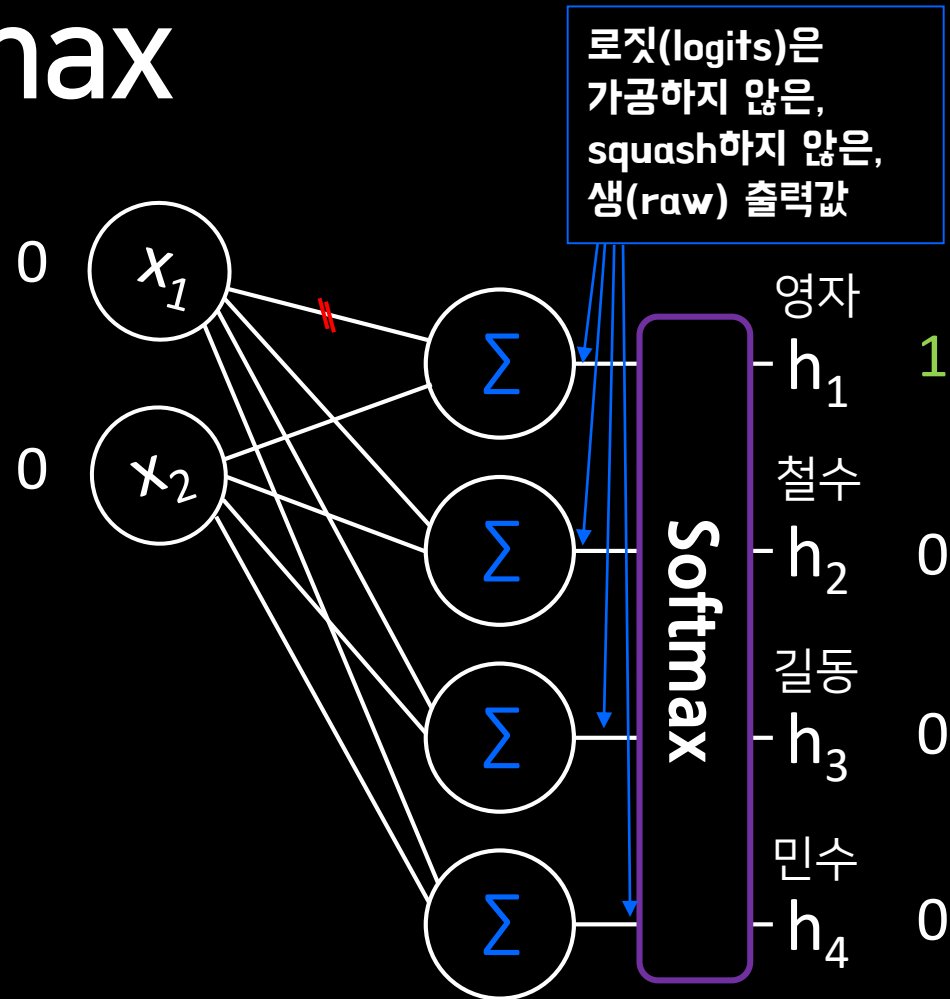 max
로짓(logits)은
가공하지 않은,
squash하지 않은,
생(raw) 출력값
0
x1
0
x2
Σ
Σ
Σ
Σ
Softmax
영자
h1
1
철수
h2
0
길동
h3
0
민수
h4
0